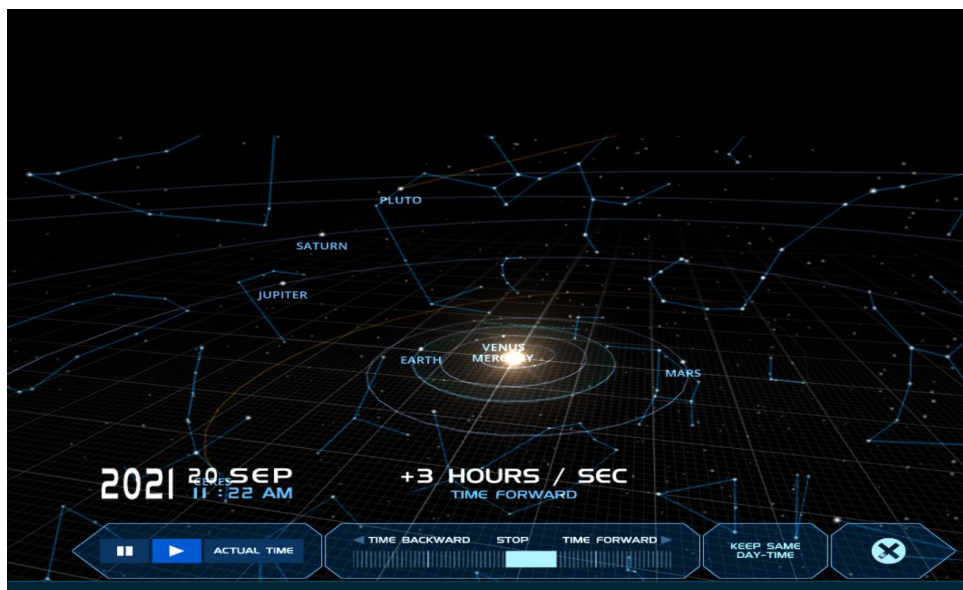 PLUTO
SATURN
JUPITER
VENUS
EARTH
MERCURY
MARS
2021 20 SEP
CERES
11 : 22 AM
+3 HOURS / SEC
TIME FORWARD
ACTUAL TIME
TIME BACKWARD STOP TIME FORWARD
KEEP SAME
DAY-TIME